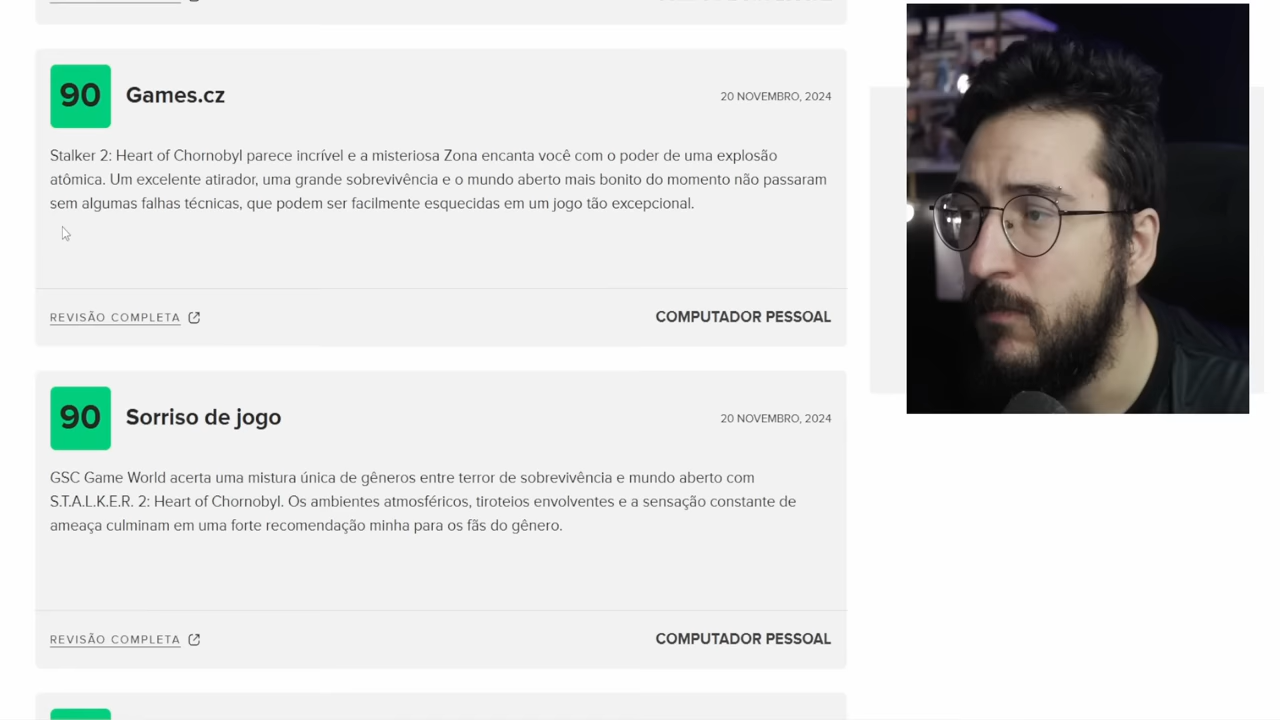 90 Games.cz 20 NOVEMBRO, 2024
Stalker 2: Heart of Chornobyl parece incrível e a misteriosa Zona encanta você com o poder de uma explosão
atômica. Um excelente atirador, uma grande sobrevivência e o mundo aberto mais bonito do momento não passaram
sem algumas falhas técnicas, que podem ser facilmente esquecidas em um jogo tão excepcional.
REVISÃO COMPLETA COMPUTADOR PESSOAL
90 Sorriso de jogo 20 NOVEMBRO, 2024
GSC Game World acerta uma mistura única de gêneros entre terror de sobrevivência e mundo aberto com
S.T.A.L.K.E.R. 2: Heart of Chornobyl. Os ambientes atmosféricos, tiroteios envolventes e a sensação constante de
ameaça culminam em uma forte recomendação minha para os fãs do gênero.
REVISÃO COMPLETA COMPUTADOR PESSOAL